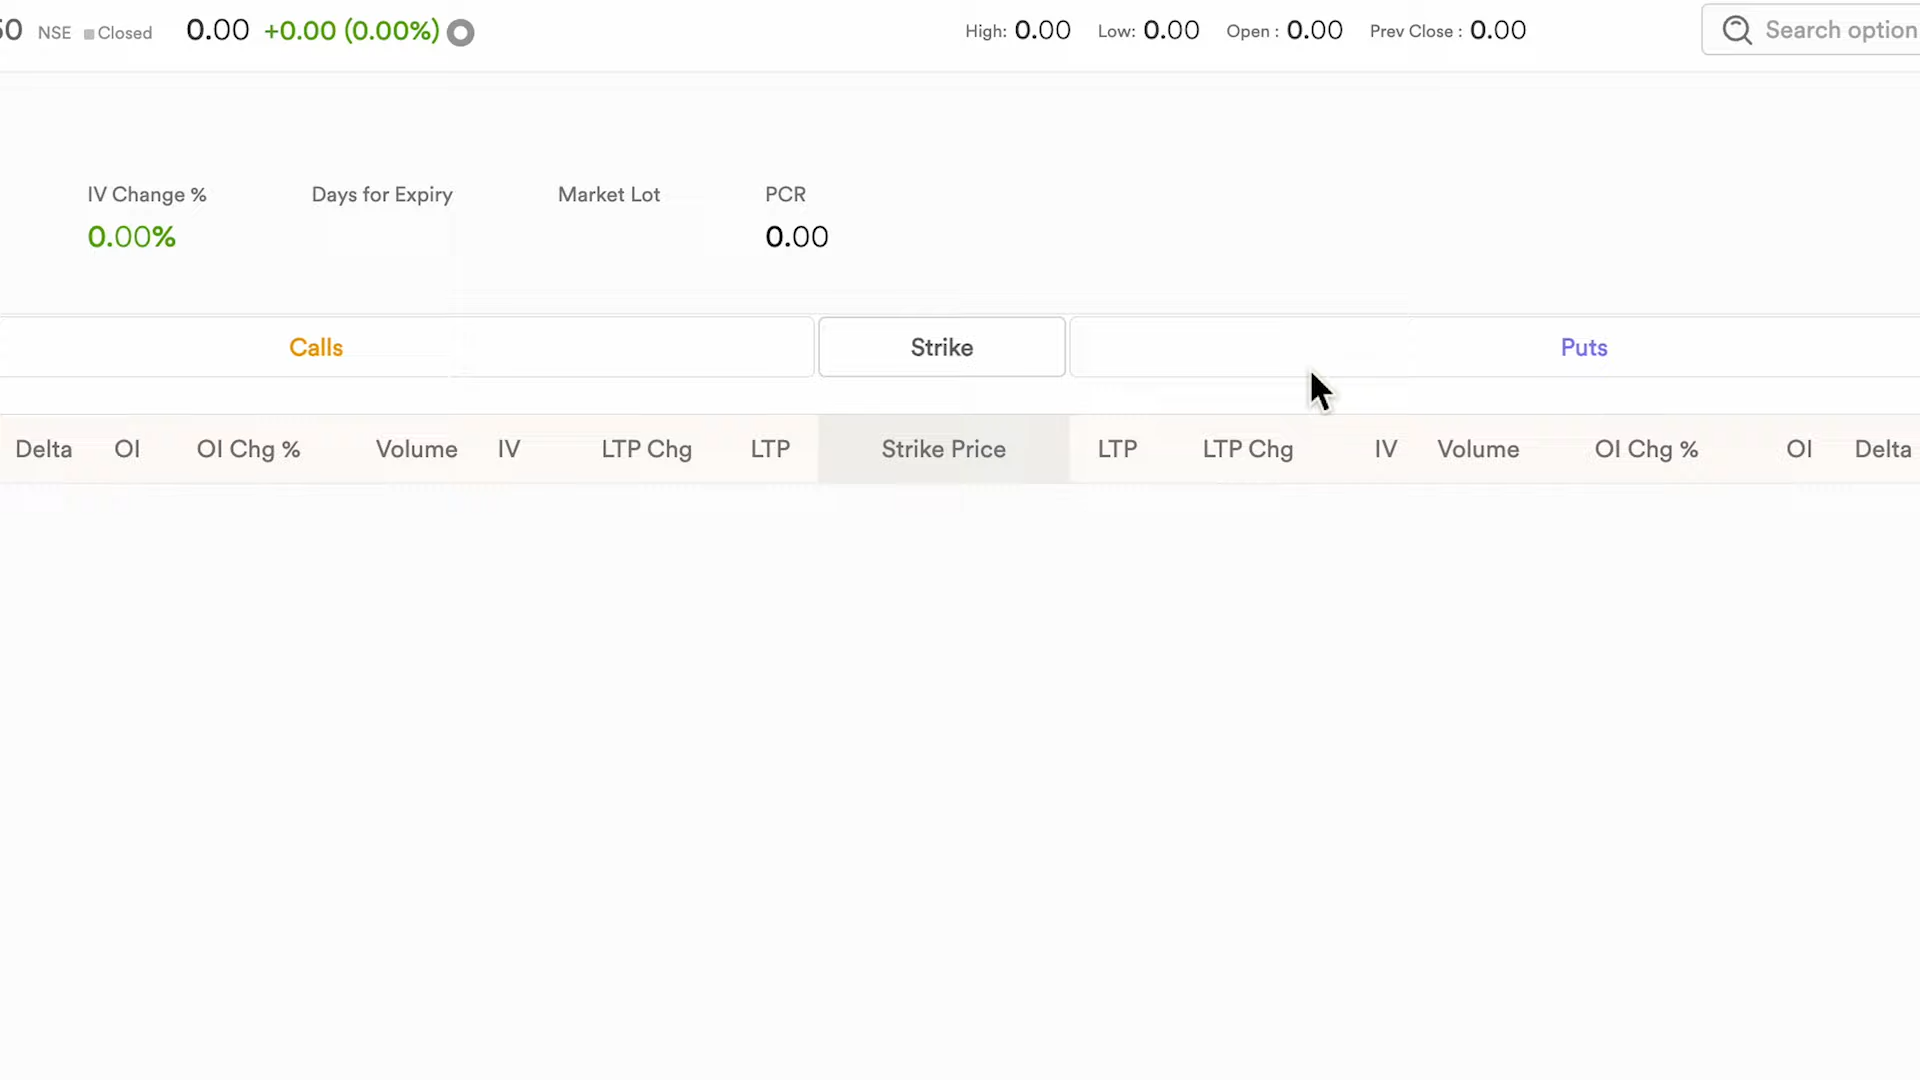 50 NSE Closed 0.00 +0.00 (0.00%) High: 0.00 Low: 0.00 Open : 0.00 Prev Close : 0.00 Search option
IV Change % Days for Expiry Market Lot PCR
0.00% 0.00
Calls Strike Puts
Delta OI OI Chg % Volume IV LTP Chg LTP Strike Price LTP LTP Chg IV Volume OI Chg % OI Delta